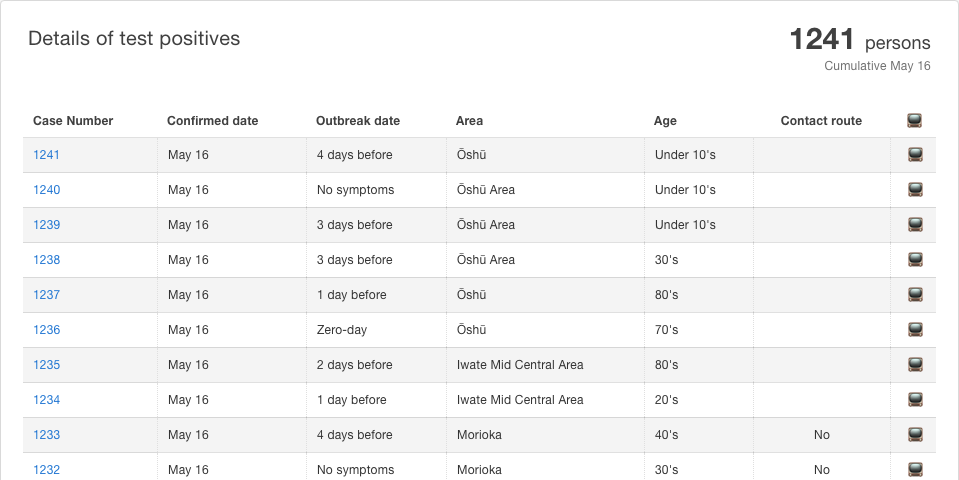 Details of test positives
1241 persons
Cumulative May 16
Case Number Confirmed date Outbreak date Area Age Contact route
1241 May 16 4 days before Ōshū Under 10's
1240 May 16 No symptoms Ōshū Area Under 10's
1239 May 16 3 days before Ōshū Area Under 10's
1238 May 16 3 days before Ōshū Area 30's
1237 May 16 1 day before Ōshū 80's
1236 May 16 Zero-day Ōshū 70's
1235 May 16 2 days before Iwate Mid Central Area 80's
1234 May 16 1 day before Iwate Mid Central Area 20's
1233 May 16 4 days before Morioka 40's No
1232 May 16 No symptoms Morioka 30's No